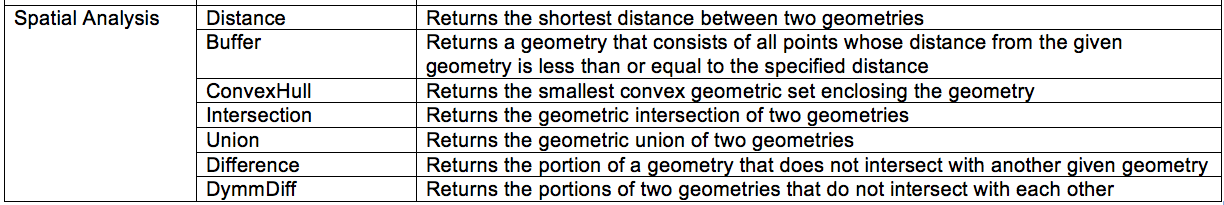 Spatial Analysis Distance Returns the shortest distance between two geometries
Buffer Returns a geometry that consists of all points whose distance from the given
geometry is less than or equal to the specified distance
ConvexHull Returns the smallest convex geometric set enclosing the geometry
Intersection Returns the geometric intersection of two geometries
Union Returns the geometric union of two geometries
Difference Returns the portion of a geometry that does not intersect with another given geometry
DymmDiff Returns the portions of two geometries that do not intersect with each other